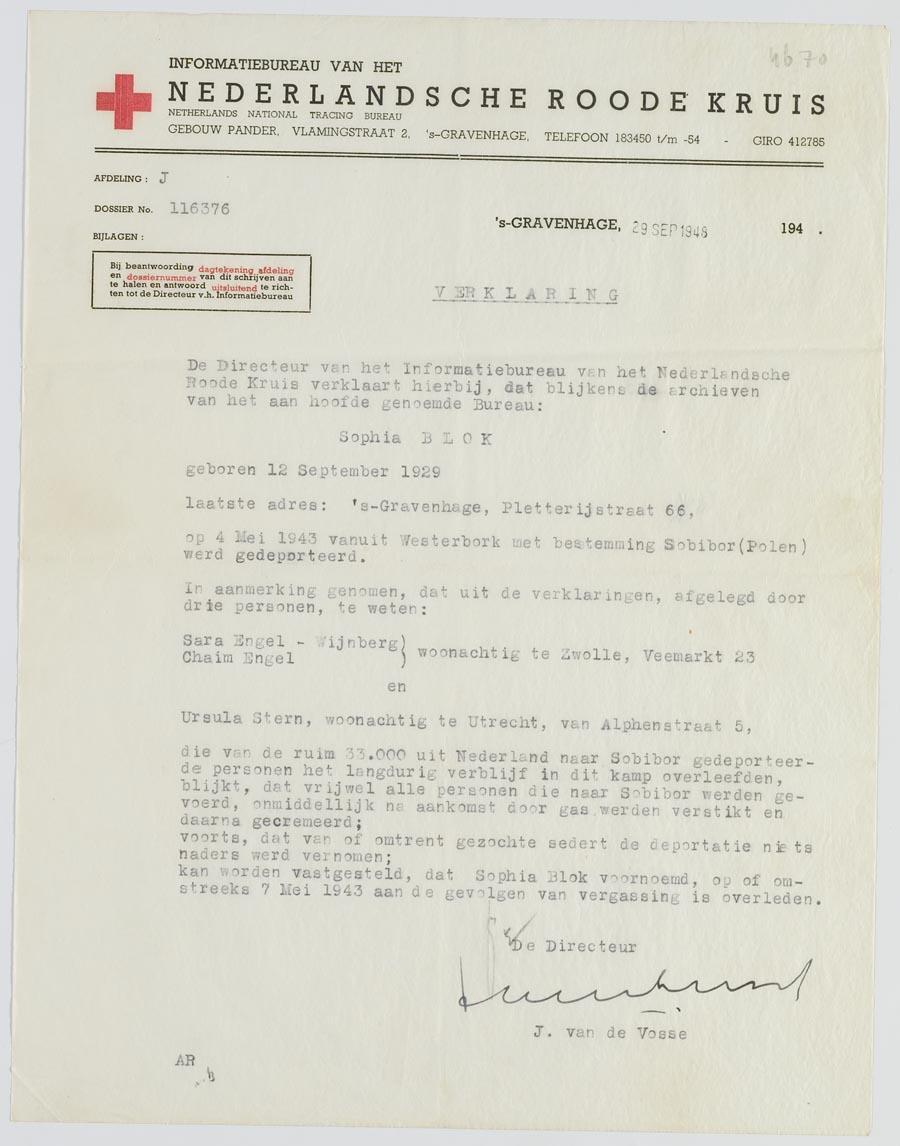 4b70
INFORMATIEBUREAU VAN HET
NEDERLANDSCHE ROODE KRUIS
NETHERLANDS NATIONAL TRACING BUREAU
GEBOUW PANDER, VLAMINGSTRAAT 2, 's-GRAVENHAGE, TELEFOON 183450 t/m -54 - GIRO 412785
AFDELING: J
DOSSIER No. 116376
's-GRAVENHAGE, 29 SEP 1948 194 .
BIJLAGEN:
Bij beantwoording dagtekening afdeling
en dossiernummer van dit schrijven aan
te halen en antwoord uitsluitend te rich-
ten tot de Directeur v.h. Informatiebureau
VERKLARING
De Directeur van het Informatiebureau van het Nederlandsche
Roode Kruis verklaart hierbij, dat blijkens de archieven
van het aan hoofde genoemde Bureau:
Sophia BLOK
geboren 12 September 1929
laatste adres: 's-Gravenhage, Pletterijstraat 66,
op 4 Mei 1943 vanuit Westerbork met bestemming Sobibor(Polen)
werd gedeporteerd.
In aanmerking genomen, dat uit de verklaringen, afgelegd door
drie personen, te weten:
Sara Engel - Wijnberg)
Chaim Engel ) woonachtig te Zwolle, Veemarkt 23
en
Ursula Stern, woonachtig te Utrecht, van Alphenstraat 5,
die van de ruim 33.000 uit Nederland naar Sobibor gedeporteer-
de personen het langdurig verblijf in dit kamp overleefden,
blijkt, dat vrijwel alle personen die naar Sobibor werden ge-
voerd, onmiddellijk na aankomst door gas werden verstikt en
daarna gecremeerd;
voorts, dat van of omtrent gezochte sedert de deportatie niets
naders werd vernomen;
kan worden vastgesteld, dat Sophia Blok voornoemd, op of om-
streeks 7 Mei 1943 aan de gevolgen van vergassing is overleden.
De Directeur
J. van de Vosse
AR